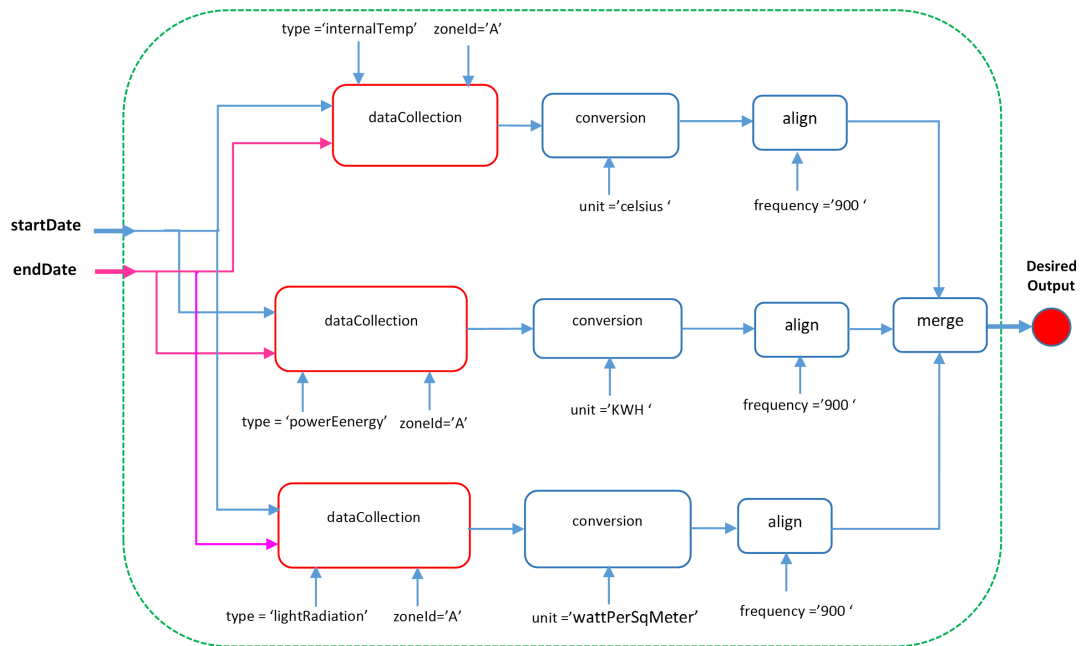 type =‘internalTemp’ zoneId=’A’
dataCollection
conversion
align
unit =’celsius ‘
frequency =’900 ‘
startDate
endDate
Desired
Output
dataCollection
conversion
align
merge
type = ‘powerEenergy’ zoneId=’A’
unit =’KWH ‘
frequency =’900 ‘
dataCollection
conversion
align
type = ‘lightRadiation’ zoneId=’A’
unit =’wattPerSqMeter’
frequency =’900 ‘